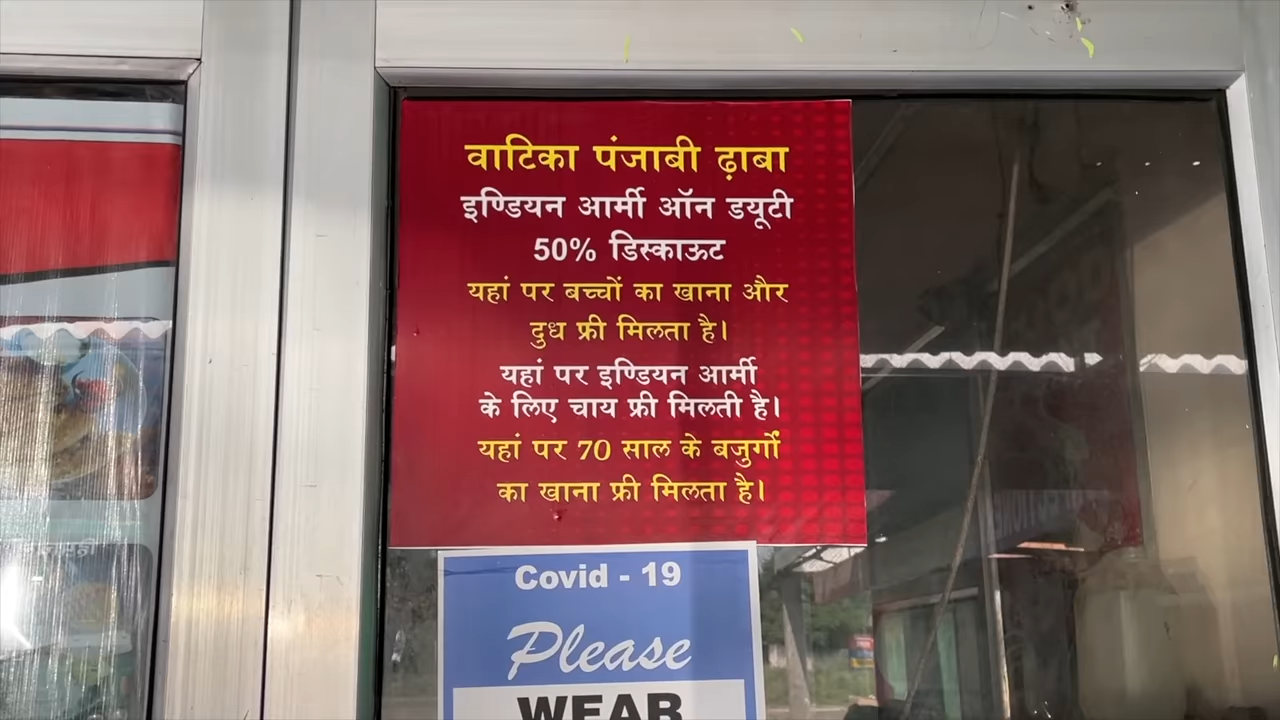 वाटिका पंजाबी ढ़ाबा
इण्डियन आर्मी ऑन डयूटी
50% डिस्काऊट
यहां पर बच्चों का खाना और
दुध फ्री मिलता है।
यहां पर इण्डियन आर्मी
के लिए चाय फ्री मिलती है।
यहां पर 70 साल के बजुर्गों
का खाना फ्री मिलता है।
Covid - 19
Please
WEAR